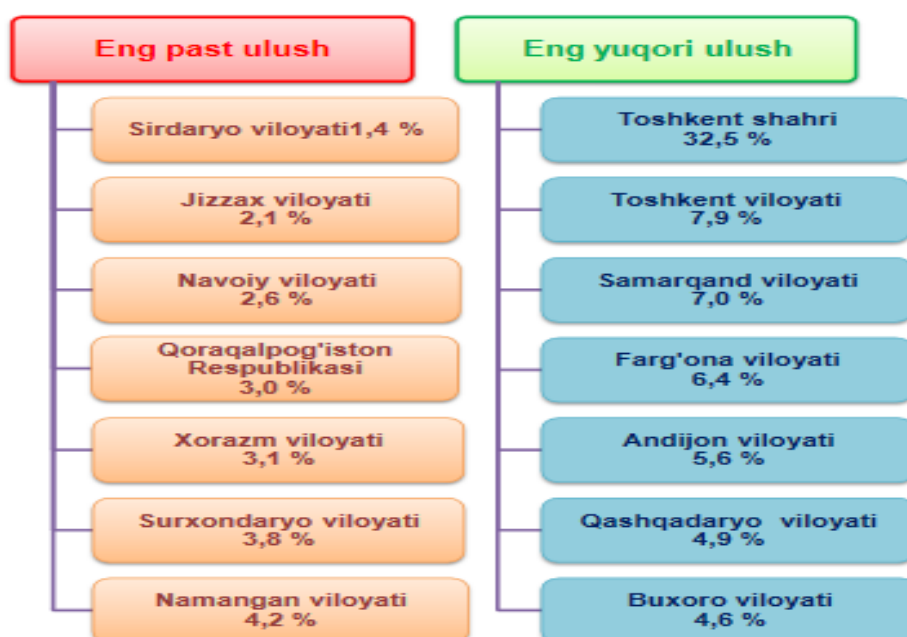 Eng past ulush
Sirdaryo viloyati1,4 %
Jizzax viloyati
2,1 %
Navoiy viloyati
2,6 %
Qoraqalpog'iston
Respublikasi
3,0 %
Xorazm viloyati
3,1 %
Surxondaryo viloyati
3,8 %
Namangan viloyati
4,2 %
Eng yuqori ulush
Toshkent shahri
32,5 %
Toshkent viloyati
7,9 %
Samarqand viloyati
7,0 %
Farg'ona viloyati
6,4 %
Andijon viloyati
5,6 %
Qashqadaryo viloyati
4,9 %
Buxoro viloyati
4,6 %